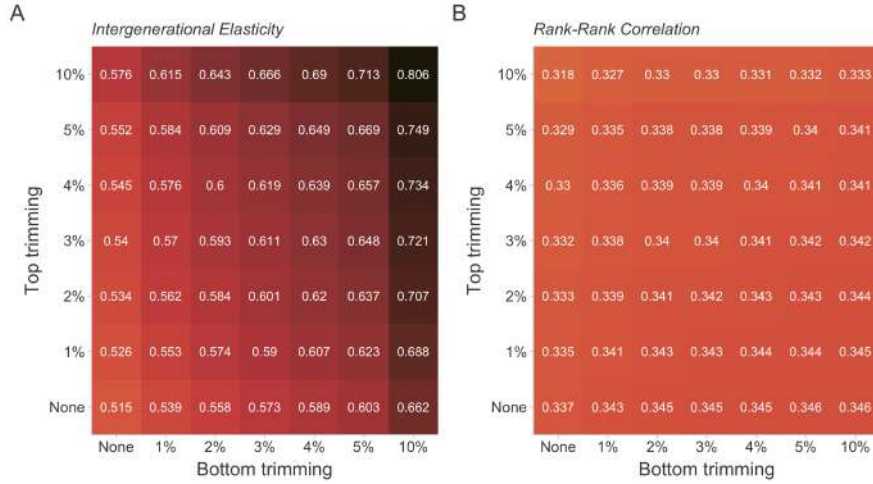 A
Intergenerational Elasticity
Top trimming
10% 0.576 0.615 0.643 0.666 0.69 0.713 0.806
5% 0.552 0.584 0.609 0.629 0.649 0.669 0.749
4% 0.545 0.576 0.6 0.619 0.639 0.657 0.734
3% 0.54 0.57 0.593 0.611 0.63 0.648 0.721
2% 0.534 0.562 0.584 0.601 0.62 0.637 0.707
1% 0.526 0.553 0.574 0.59 0.607 0.623 0.688
None 0.515 0.539 0.558 0.573 0.589 0.603 0.662
None 1% 2% 3% 4% 5% 10%
Bottom trimming
B
Rank-Rank Correlation
Top trimming
10% 0.318 0.327 0.33 0.33 0.331 0.332 0.333
5% 0.329 0.335 0.338 0.338 0.339 0.34 0.341
4% 0.33 0.336 0.339 0.339 0.34 0.341 0.341
3% 0.332 0.338 0.34 0.34 0.341 0.342 0.342
2% 0.333 0.339 0.341 0.342 0.343 0.343 0.344
1% 0.335 0.341 0.343 0.343 0.344 0.344 0.345
None 0.337 0.343 0.345 0.345 0.345 0.346 0.346
None 1% 2% 3% 4% 5% 10%
Bottom trimming